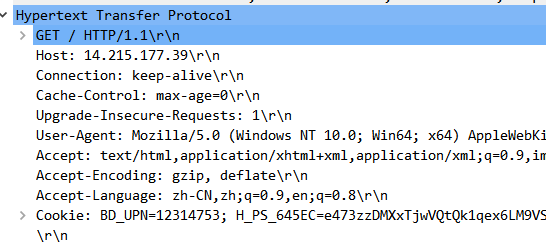 Hypertext Transfer Protocol
GET / HTTP/1.1\r\n
Host: 14.215.177.39\r\n
Connection: keep-alive\r\n
Cache-Control: max-age=0\r\n
Upgrade-Insecure-Requests: 1\r\n
User-Agent: Mozilla/5.0 (Windows NT 10.0; Win64; x64) AppleWebKi
Accept: text/html,application/xhtml+xml,application/xml;q=0.9,im
Accept-Encoding: gzip, deflate\r\n
Accept-Language: zh-CN,zh;q=0.9,en;q=0.8\r\n
Cookie: BD_UPN=12314753; H_PS_645EC=e473zzDMXxTjwVQtQk1qex6LM9VS
\r\n